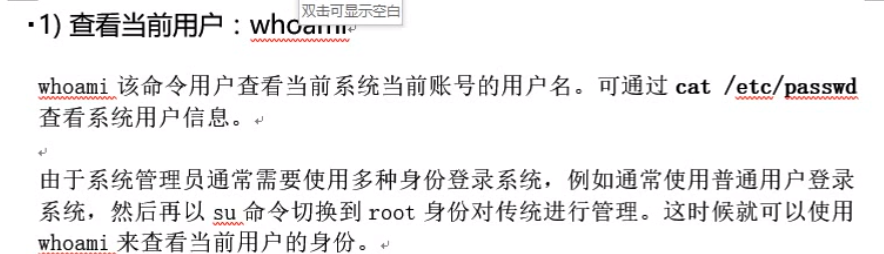 双击可显示空白
1) 查看当前用户：whoami
whoami 该命令用户查看当前系统当前账号的用户名。可通过 cat /etc/passwd
查看系统用户信息。
由于系统管理员通常需要使用多种身份登录系统，例如通常使用普通用户登录
系统，然后再以 su 命令切换到 root 身份对传统进行管理。这时候就可以使用
whoami 来查看当前用户的身份。